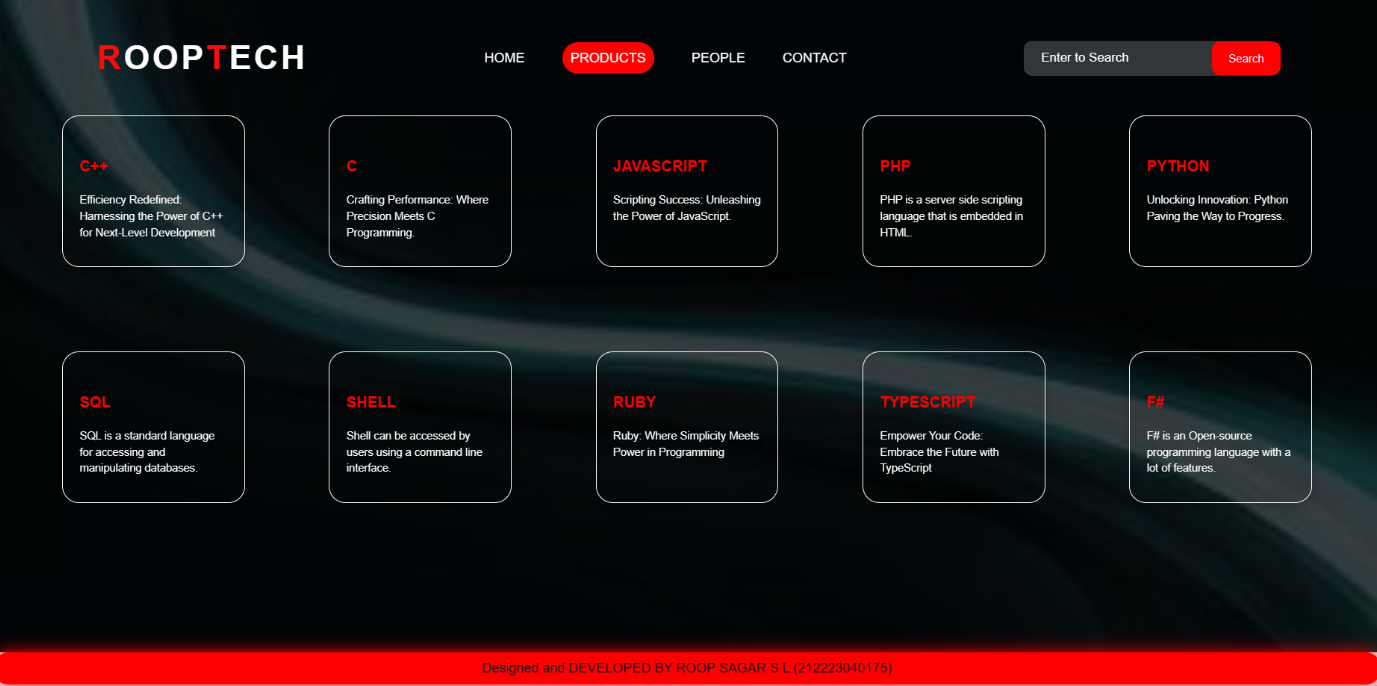 ROOPTECH
HOME
PRODUCTS
PEOPLE
CONTACT
Enter to Search
Search
C++
Efficiency Redefined:
Harnessing the Power of C++
for Next-Level Development
C
Crafting Performance: Where
Precision Meets C
Programming.
JAVASCRIPT
Scripting Success: Unleashing
the Power of JavaScript.
PHP
PHP is a server side scripting
language that is embedded in
HTML.
PYTHON
Unlocking Innovation: Python
Paving the Way to Progress.
SQL
SQL is a standard language
for accessing and
manipulating databases.
SHELL
Shell can be accessed by
users using a command line
interface.
RUBY
Ruby: Where Simplicity Meets
Power in Programming
TYPESCRIPT
Empower Your Code:
Embrace the Future with
TypeScript
F#
F# is an Open-source
programming language with a
lot of features.
Designed and DEVELOPED BY ROOP SAGAR S L (212223040175)